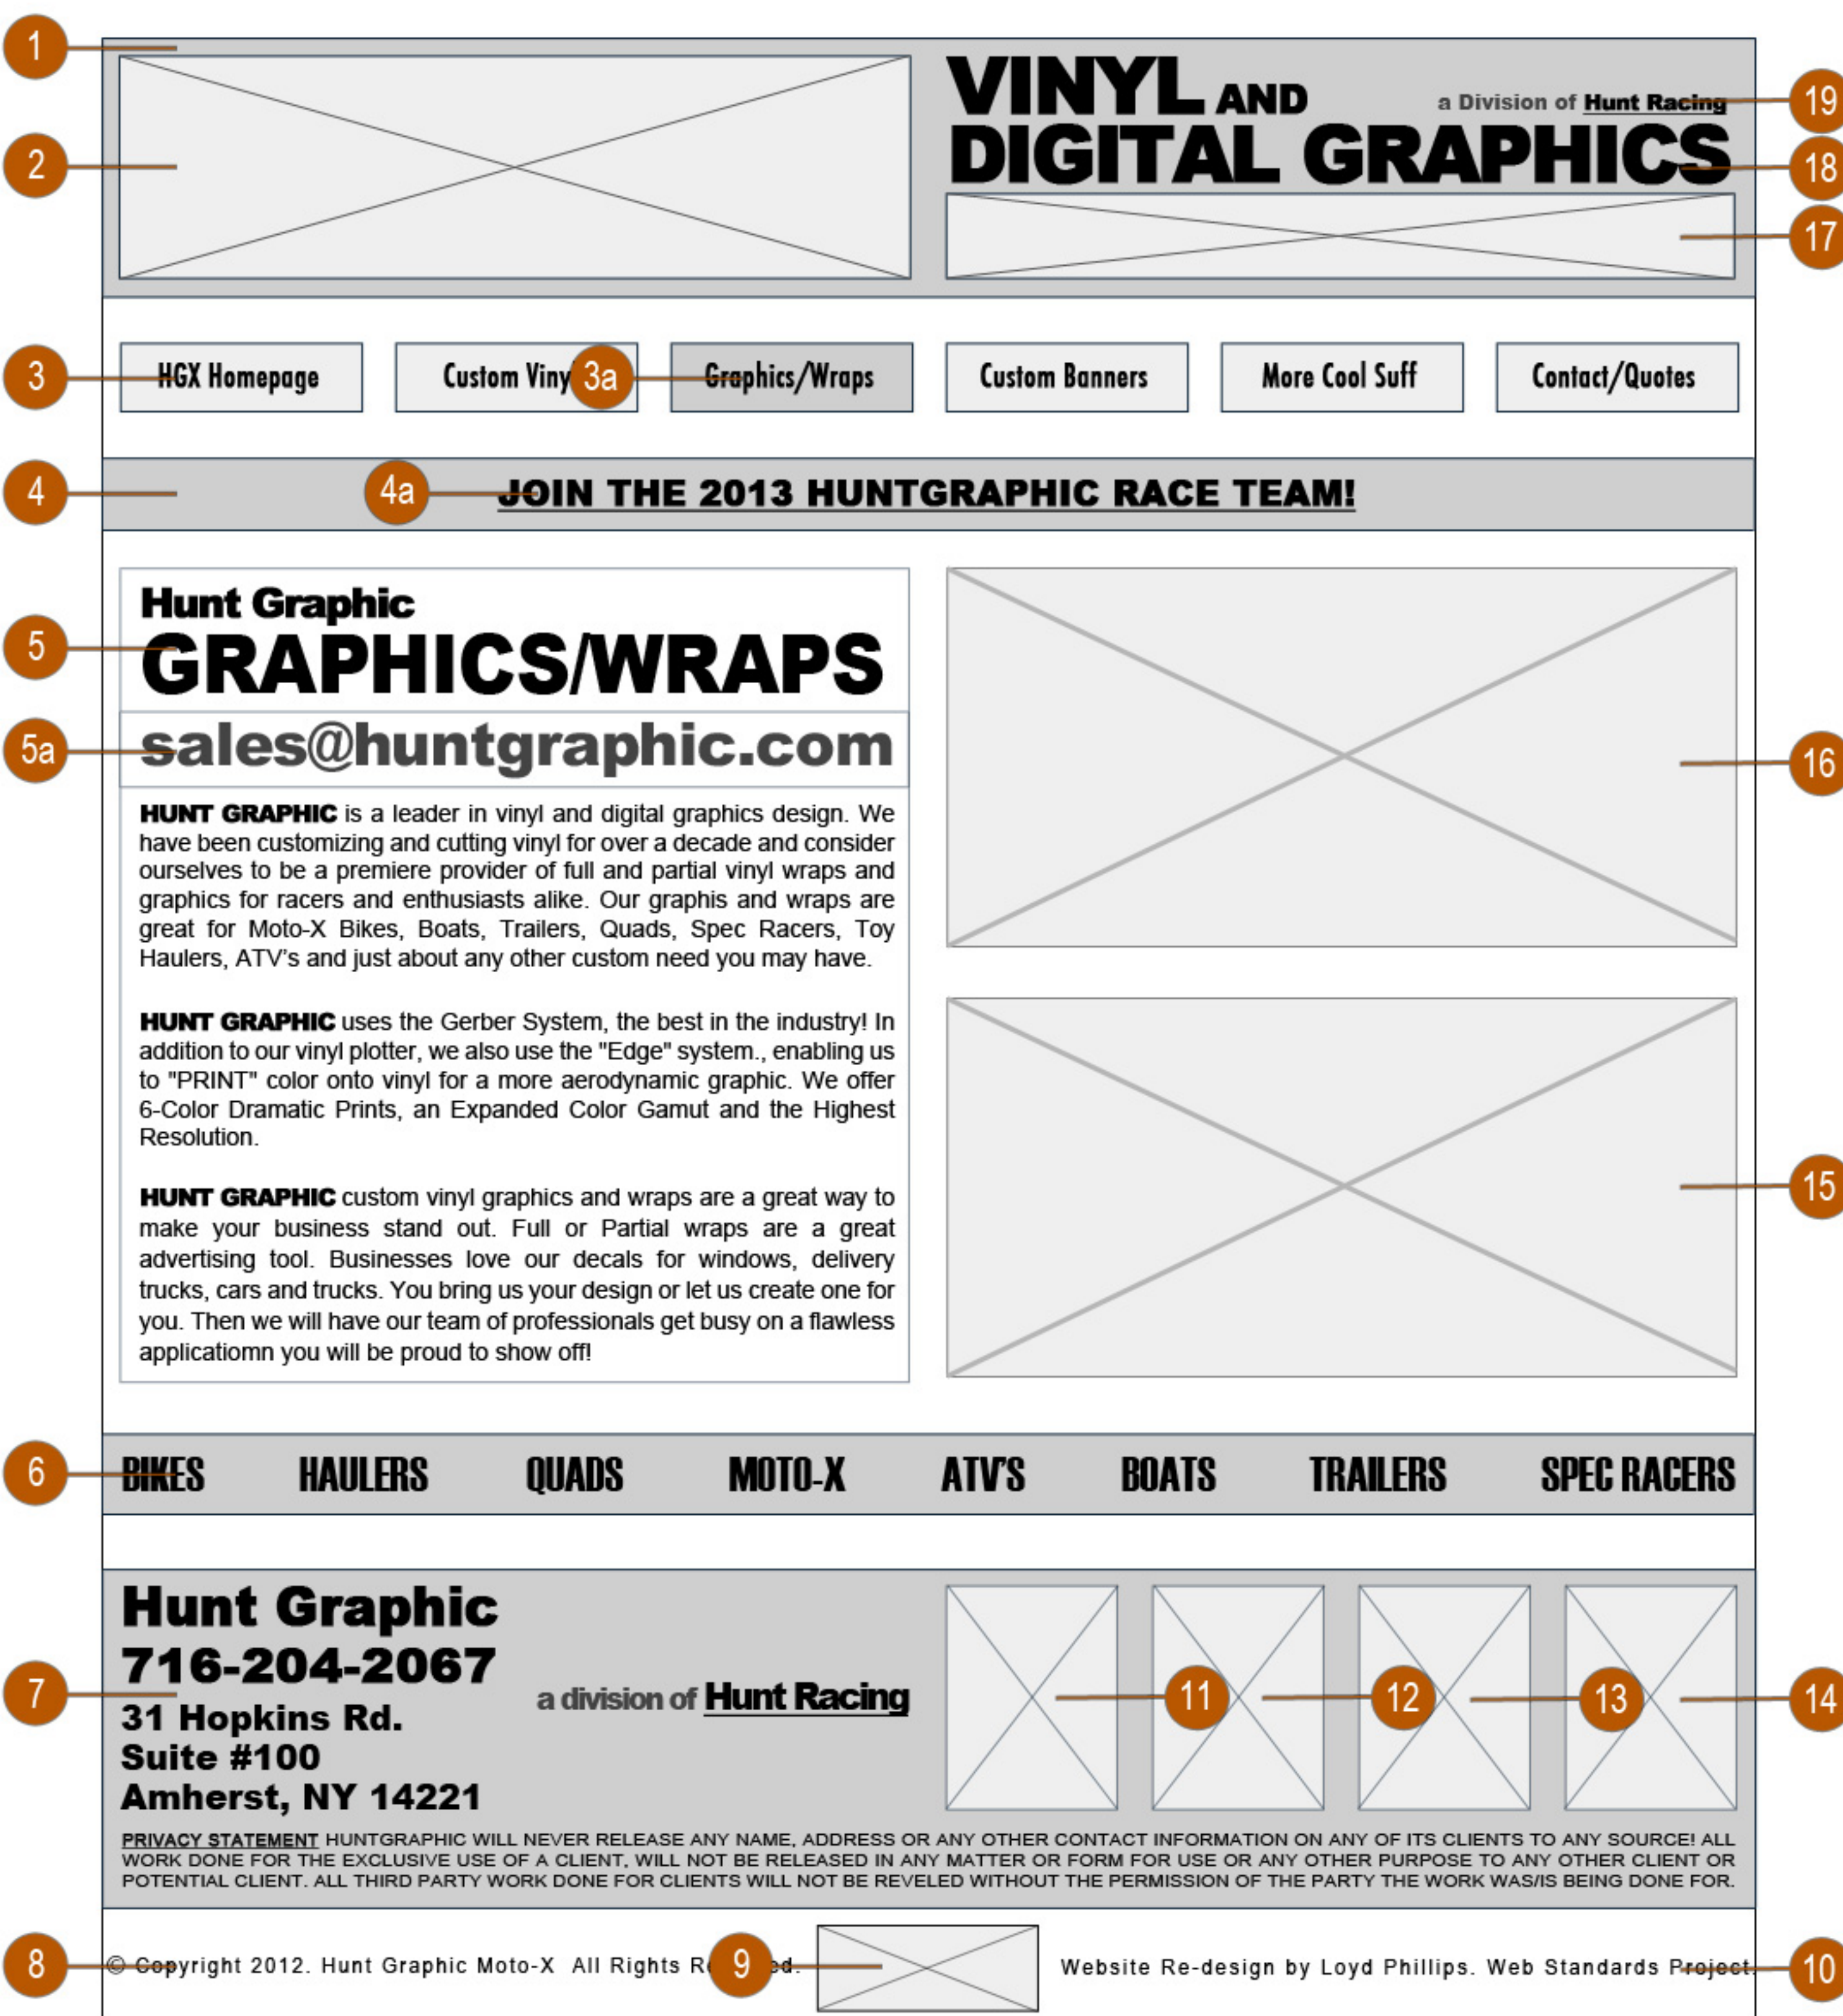 1
VINYL AND
a Division of Hunt Racing
19
2
DIGITAL GRAPHICS
18
17
3
HGX Homepage
Custom Viny
3a
Graphics/Wraps
Custom Banners
More Cool Suff
Contact/Quotes
4
4a
JOIN THE 2013 HUNTGRAPHIC RACE TEAM!
Hunt Graphic
5
GRAPHICS/WRAPS
5a
sales@huntgraphic.com
16
HUNT GRAPHIC is a leader in vinyl and digital graphics design. We
have been customizing and cutting vinyl for over a decade and consider
ourselves to be a premiere provider of full and partial vinyl wraps and
graphics for racers and enthusiasts alike. Our graphis and wraps are
great for Moto-X Bikes, Boats, Trailers, Quads, Spec Racers, Toy
Haulers, ATV's and just about any other custom need you may have.
HUNT GRAPHIC uses the Gerber System, the best in the industry! In
addition to our vinyl plotter, we also use the "Edge" system., enabling us
to "PRINT" color onto vinyl for a more aerodynamic graphic. We offer
6-Color Dramatic Prints, an Expanded Color Gamut and the Highest
Resolution.
15
HUNT GRAPHIC custom vinyl graphics and wraps are a great way to
make your business stand out. Full or Partial wraps are a great
advertising tool. Businesses love our decals for windows, delivery
trucks, cars and trucks. You bring us your design or let us create one for
you. Then we will have our team of professionals get busy on a flawless
applicatiomn you will be proud to show off!
6
BIKES HAULERS QUADS MOTO-X ATV'S BOATS TRAILERS SPEC RACERS
Hunt Graphic
716-204-2067
7
a division of Hunt Racing
11
12
13
14
31 Hopkins Rd.
Suite #100
Amherst, NY 14221
PRIVACY STATEMENT HUNTGRAPHIC WILL NEVER RELEASE ANY NAME, ADDRESS OR ANY OTHER CONTACT INFORMATION ON ANY OF ITS CLIENTS TO ANY SOURCE! ALL
WORK DONE FOR THE EXCLUSIVE USE OF A CLIENT, WILL NOT BE RELEASED IN ANY MATTER OR FORM FOR USE OR ANY OTHER PURPOSE TO ANY OTHER CLIENT OR
POTENTIAL CLIENT. ALL THIRD PARTY WORK DONE FOR CLIENTS WILL NOT BE REVELED WITHOUT THE PERMISSION OF THE PARTY THE WORK WAS/IS BEING DONE FOR.
8
© Copyright 2012. Hunt Graphic Moto-X All Rights
9
Website Re-design by Loyd Phillips. Web Standards Project.
10